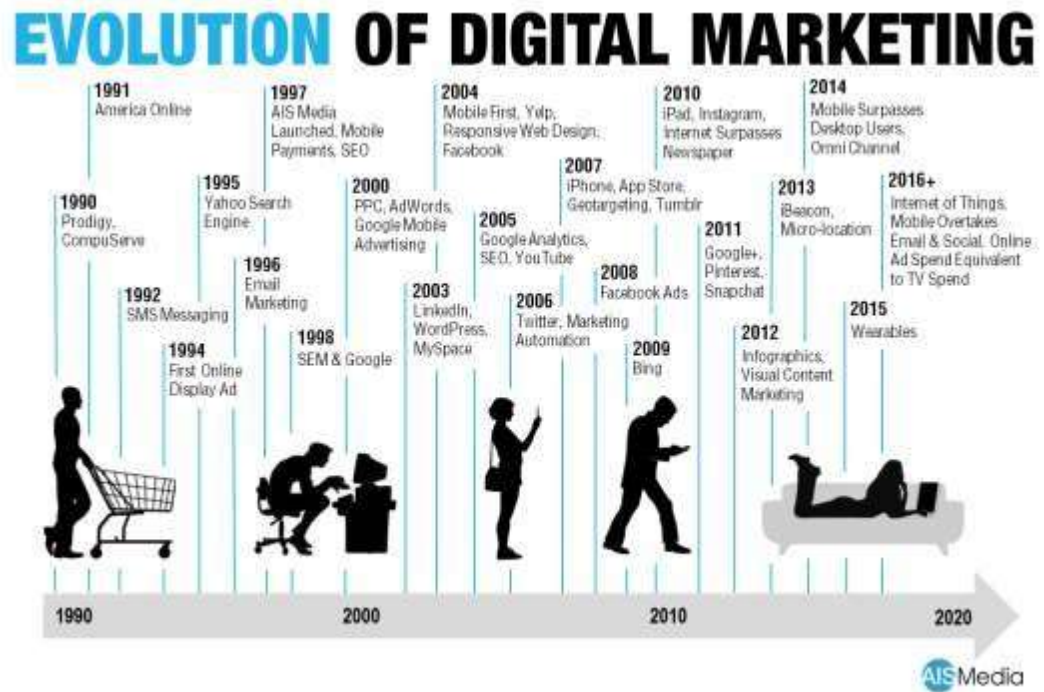 EVOLUTION OF DIGITAL MARKETING
1990
Prodigy,
CompuServe
1991
America Online
1992
SMS Messaging
1994
First Online
Display Ad
1995
Yahoo Search
Engine
1996
Email
Marketing
1997
AIS Media
Launched, Mobile
Payments, SEO
1998
SEM & Google
2000
PPC, AdWords,
Google Mobile
Advertising
2003
LinkedIn,
WordPress,
MySpace
2004
Mobile First, Yelp,
Responsive Web Design,
Facebook
2005
Google Analytics,
SEO, YouTube
2006
Twitter, Marketing
Automation
2007
iPhone, App Store,
Geotargeting, Tumblr
2008
Facebook Ads
2009
Bing
2010
iPad, Instagram,
Internet Surpasses
Newspaper
2011
Google+,
Pinterest,
Snapchat
2012
Infographics,
Visual Content
Marketing
2013
iBeacon,
Micro-location
2014
Mobile Surpasses
Desktop Users,
Omni Channel
2015
Wearables
2016+
Internet of Things,
Mobile Overtakes
Email & Social, Online
Ad Spend Equivalent
to TV Spend
1990 2000 2010 2020
AISMedia